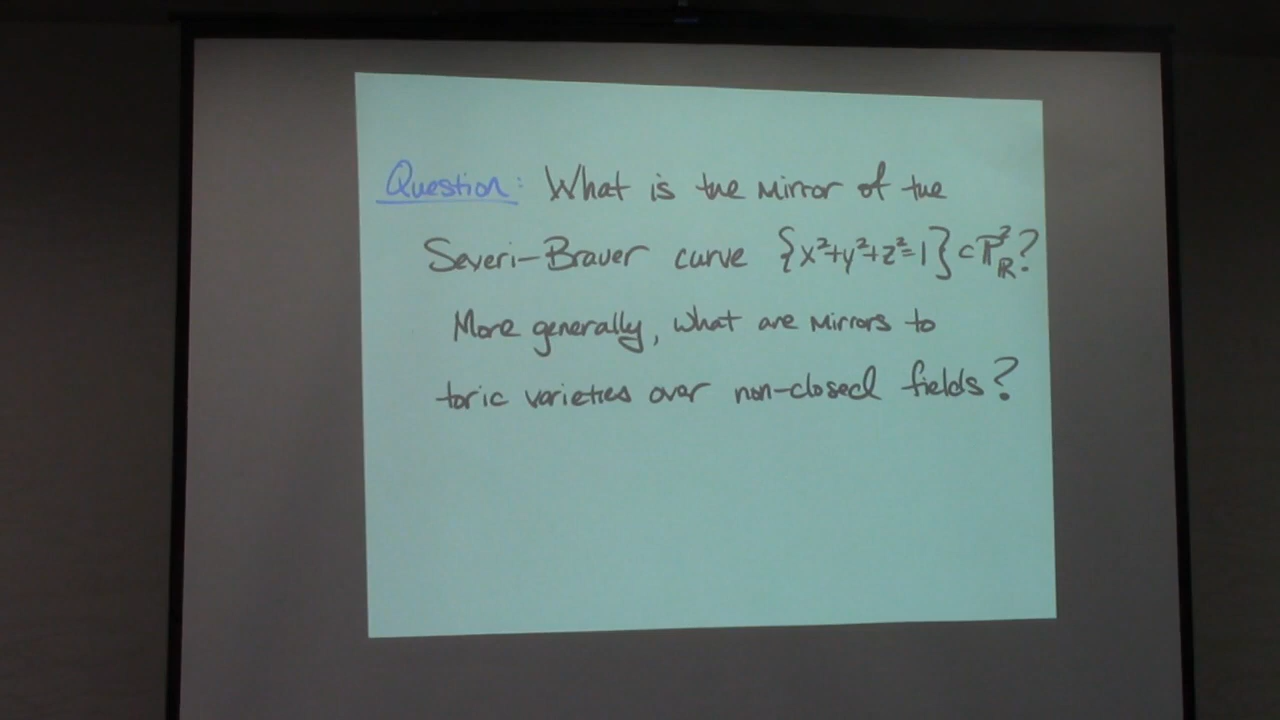 Question: What is the mirror of the
Severi-Brauer curve {x²+y²+z²=1} ⊂ ℙ²_ℝ?
More generally, what are mirrors to
toric varieties over non-closed fields?